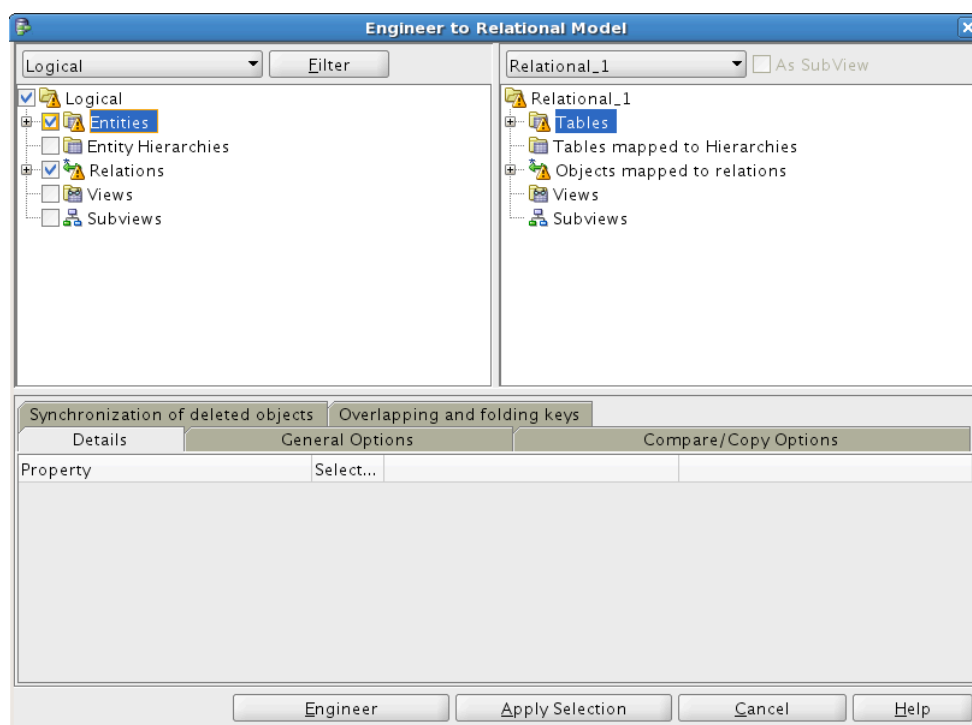 Engineer to Relational Model
Logical
Filter
Relational_1
As SubView
Logical
Entities
Entity Hierarchies
Relations
Views
Subviews
Relational_1
Tables
Tables mapped to Hierarchies
Objects mapped to relations
Views
Subviews
Synchronization of deleted objects
Overlapping and folding keys
Details
General Options
Compare/Copy Options
Property
Select...
Engineer
Apply Selection
Cancel
Help